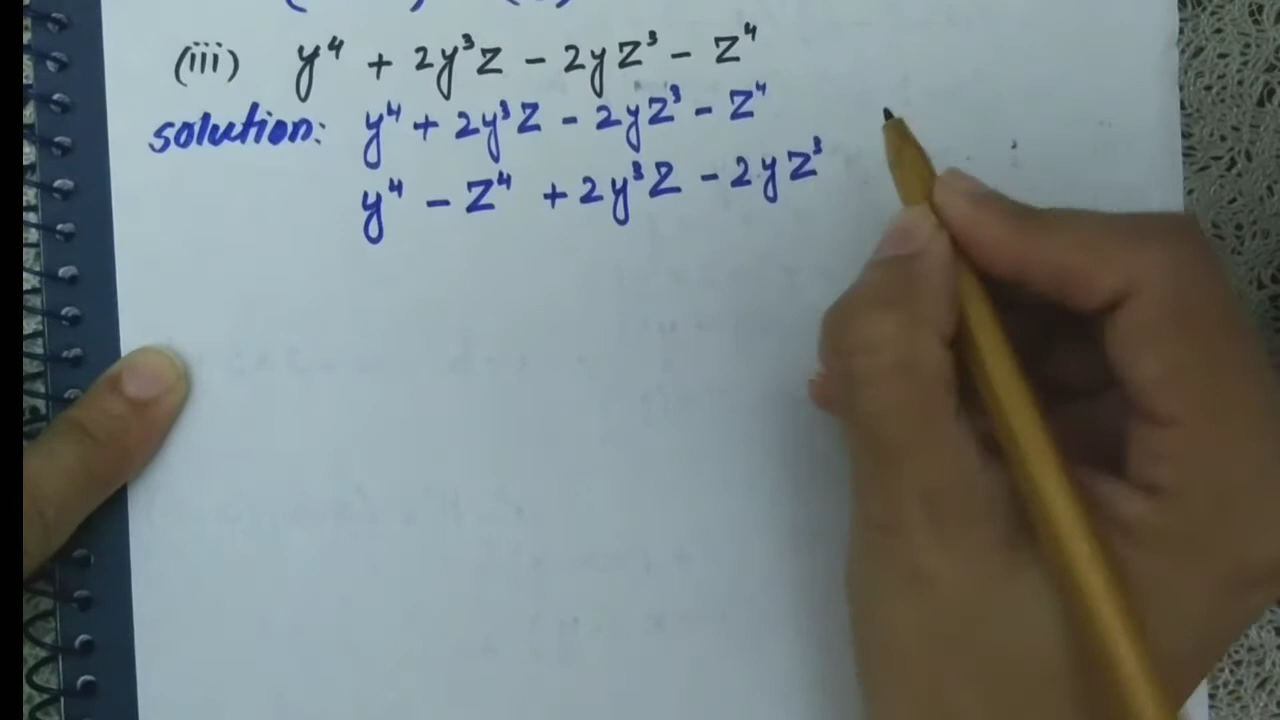 (iii) y⁴ + 2y³z - 2yz³ - z⁴
solution: y⁴ + 2y³z - 2yz³ - z⁴
y⁴ - z⁴ + 2y³z - 2yz³